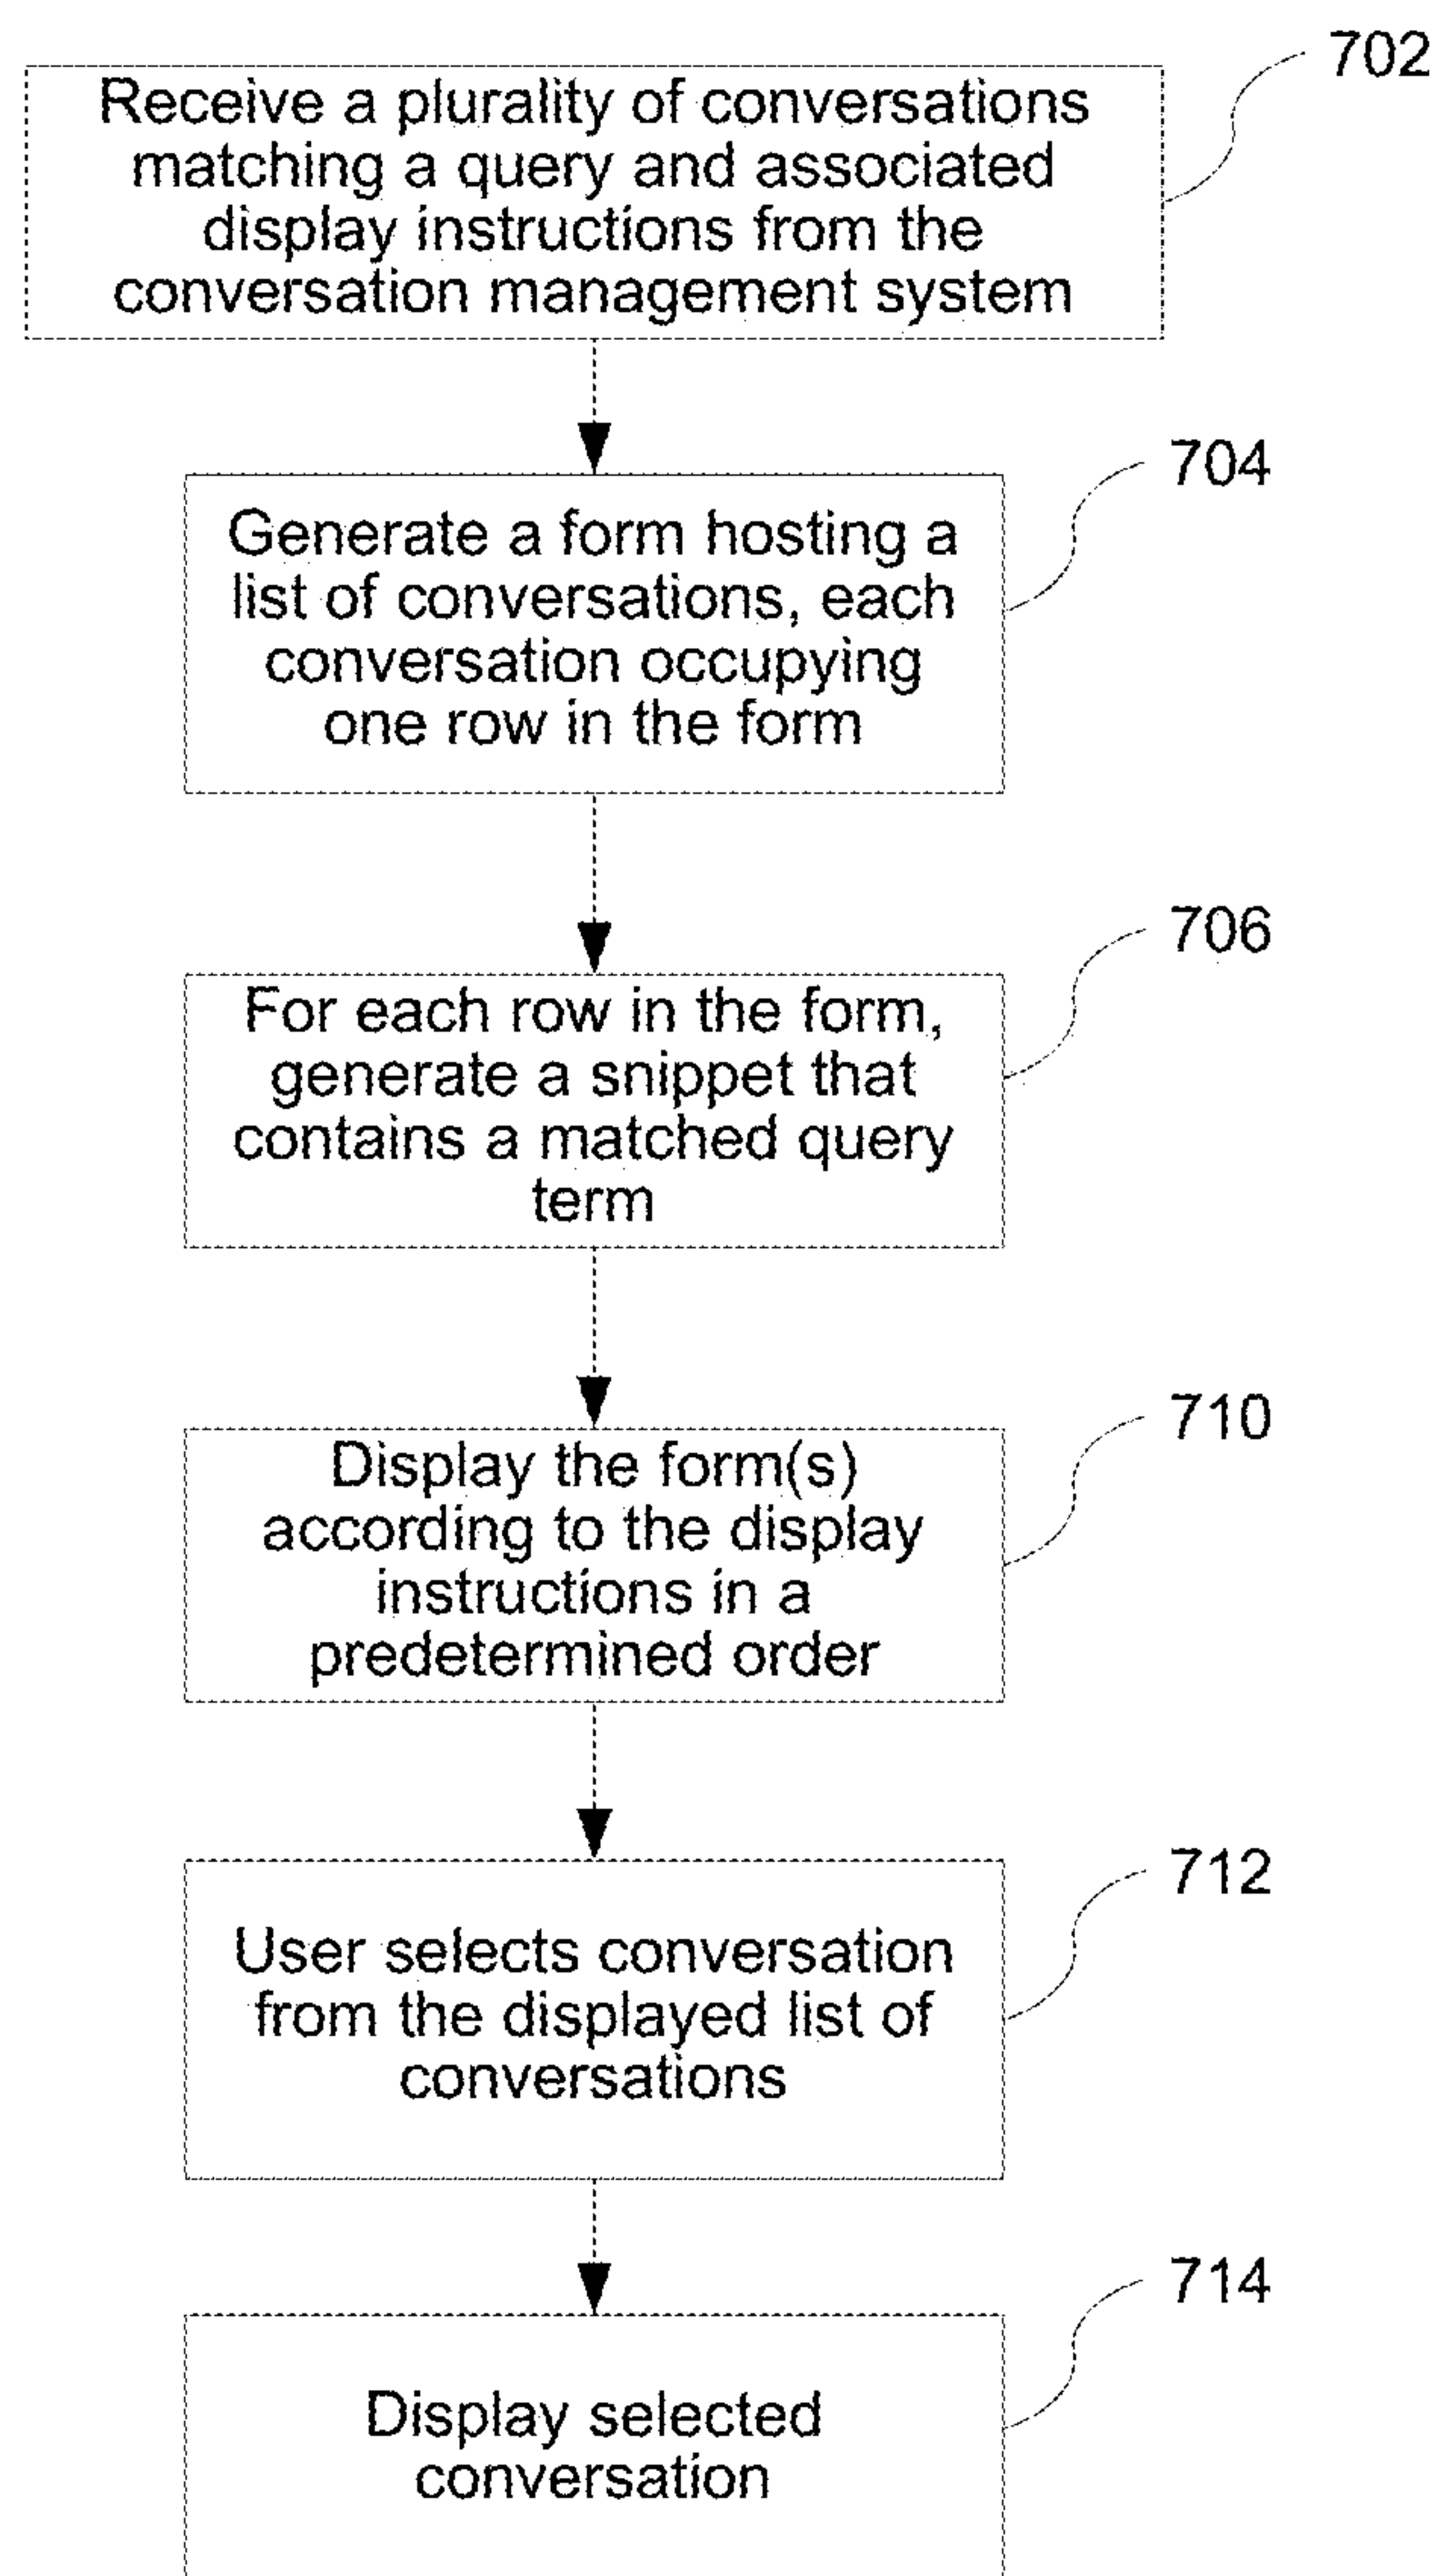 702
Receive a plurality of conversations
matching a query and associated
display instructions from the
conversation management system
704
Generate a form hosting a
list of conversations, each
conversation occupying
one row in the form
706
For each row in the form,
generate a snippet that
contains a matched query
term
710
Display the form(s)
according to the display
instructions in a
predetermined order
712
User selects conversation
from the displayed list of
conversations
714
Display selected
conversation